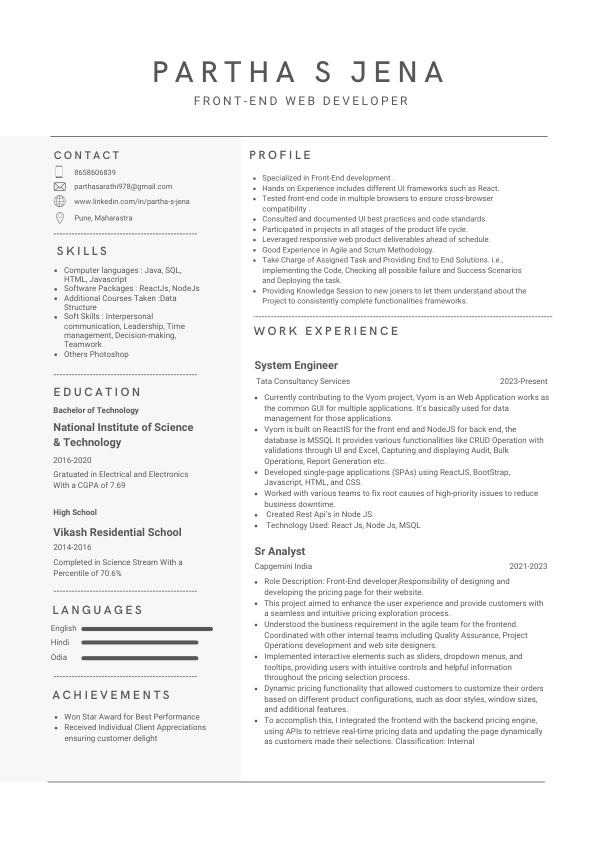 PARTHA S JENA
FRONT-END WEB DEVELOPER
CONTACT
8658606839
parthasarathi978@gmail.com
www.linkedin.com/in/partha-s-jena
Pune, Maharastra
SKILLS
• Computer languages : Java, SQL,
HTML, Javascript
• Software Packages : ReactJs, NodeJs
• Additional Courses Taken :Data
Structure
• Soft Skills : Interpersonal
communication, Leadership, Time
management, Decision-making,
Teamwork
• Others Photoshop
EDUCATION
Bachelor of Technology
National Institute of Science
& Technology
2016-2020
Gratuated in Electrical and Electronics
With a CGPA of 7.69
High School
Vikash Residential School
2014-2016
Completed in Science Stream With a
Percentile of 70.6%
LANGUAGES
English
Hindi
Odia
ACHIEVEMENTS
• Won Star Award for Best Performance
• Received Individual Client Appreciations
ensuring customer delight
PROFILE
• Specialized in Front-End development .
• Hands on Experience includes different UI frameworks such as React.
• Tested front-end code in multiple browsers to ensure cross-browser
compatibility .
• Consulted and documented UI best practices and code standards.
• Participated in projects in all stages of the product life cycle.
• Leveraged responsive web product deliverables ahead of schedule.
• Good Experience in Agile and Scrum Methodology.
• Take Charge of Assigned Task and Providing End to End Solutions. i.e.,
implementing the Code, Checking all possible failure and Success Scenarios
and Deploying the task.
• Providing Knowledge Session to new joiners to let them understand about the
Project to consistently complete functionalities frameworks.
WORK EXPERIENCE
System Engineer
Tata Consultancy Services 2023-Present
• Currently contributing to the Vyom project, Vyom is an Web Application works as
the common GUI for multiple applications. It's basically used for data
management for those applications.
• Vyom is built on ReactIS for the front end and NodeJS for back end, the
database is MSSQL It provides various functionalities like CRUD Operation with
validations through UI and Excel, Capturing and displaying Audit, Bulk
Operations, Report Generation etc.
• Developed single-page applications (SPAs) using ReactJS, BootStrap,
Javascript, HTML, and CSS.
• Worked with various teams to fix root causes of high-priority issues to reduce
business downtime.
• Created Rest Api's in Node JS.
• Technology Used: React Js, Node Js, MSQL
Sr Analyst
Capgemini India 2021-2023
• Role Description: Front-End developer,Responsibility of designing and
developing the pricing page for their website.
• This project aimed to enhance the user experience and provide customers with
a seamless and intuitive pricing exploration process.
• Understood the business requirement in the agile team for the frontend.
Coordinated with other internal teams including Quality Assurance, Project
Operations development and web site designers.
• Implemented interactive elements such as sliders, dropdown menus, and
tooltips, providing users with intuitive controls and helpful information
throughout the pricing selection process.
• Dynamic pricing functionality that allowed customers to customize their orders
based on different product configurations, such as door styles, window sizes,
and additional features.
• To accomplish this, I integrated the frontend with the backend pricing engine,
using APIs to retrieve real-time pricing data and updating the page dynamically
as customers made their selections. Classification: Internal